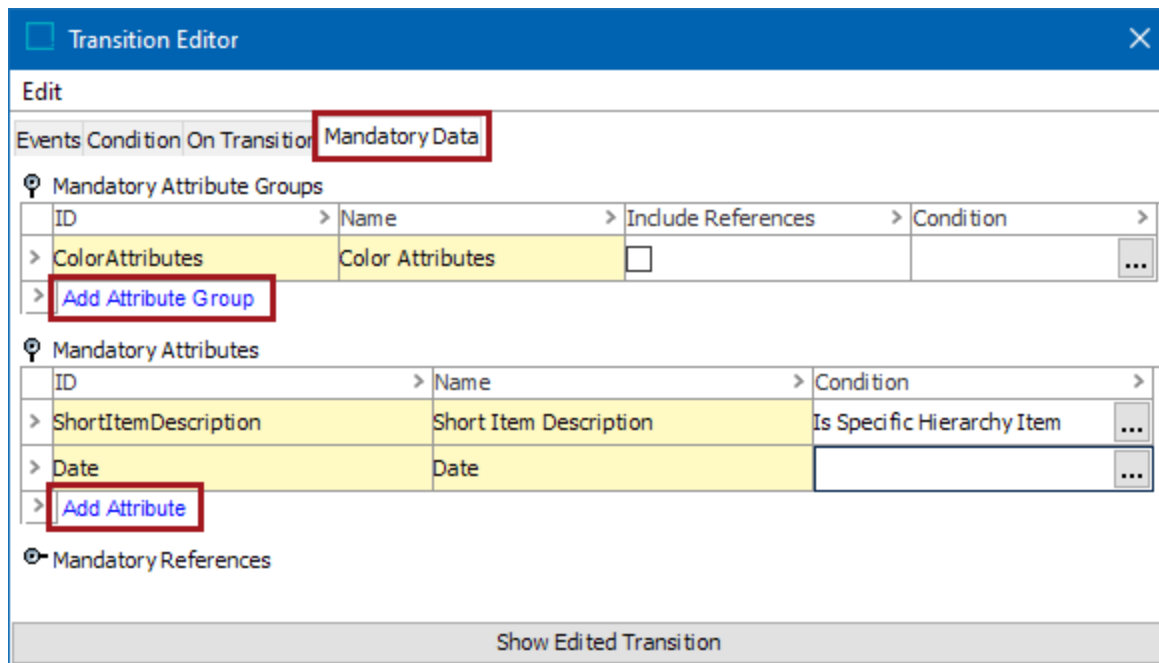 Transition Editor
Edit
Events Condition On Transition Mandatory Data
Mandatory Attribute Groups
ID > Name > Include References > Condition >
> ColorAttributes Color Attributes ...
> Add Attribute Group
Mandatory Attributes
ID > Name > Condition >
> ShortItemDescription Short Item Description Is Specific Hierarchy Item ...
> Date Date ...
> Add Attribute
Mandatory References
Show Edited Transition